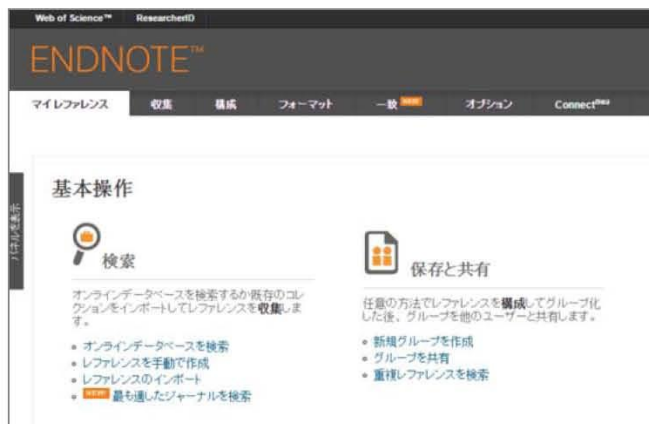 Web of Science™ ResearcherID
ENDNOTE™
マイレファレンス 収集 構成 フォーマット 一致 NEW オプション Connect Beta
パネルを表示
基本操作
検索
オンラインデータベースを検索するか既存のコレ
クションをインポートしてレファレンスを収集しま
す。
• オンラインデータベースを検索
• レファレンスを手動で作成
• レファレンスのインポート
• NEW 最も適したジャーナルを検索
保存と共有
任意の方法でレファレンスを構成してグループ化
した後、グループを他のユーザーと共有します。
• 新規グループを作成
• グループを共有
• 重複レファレンスを検索